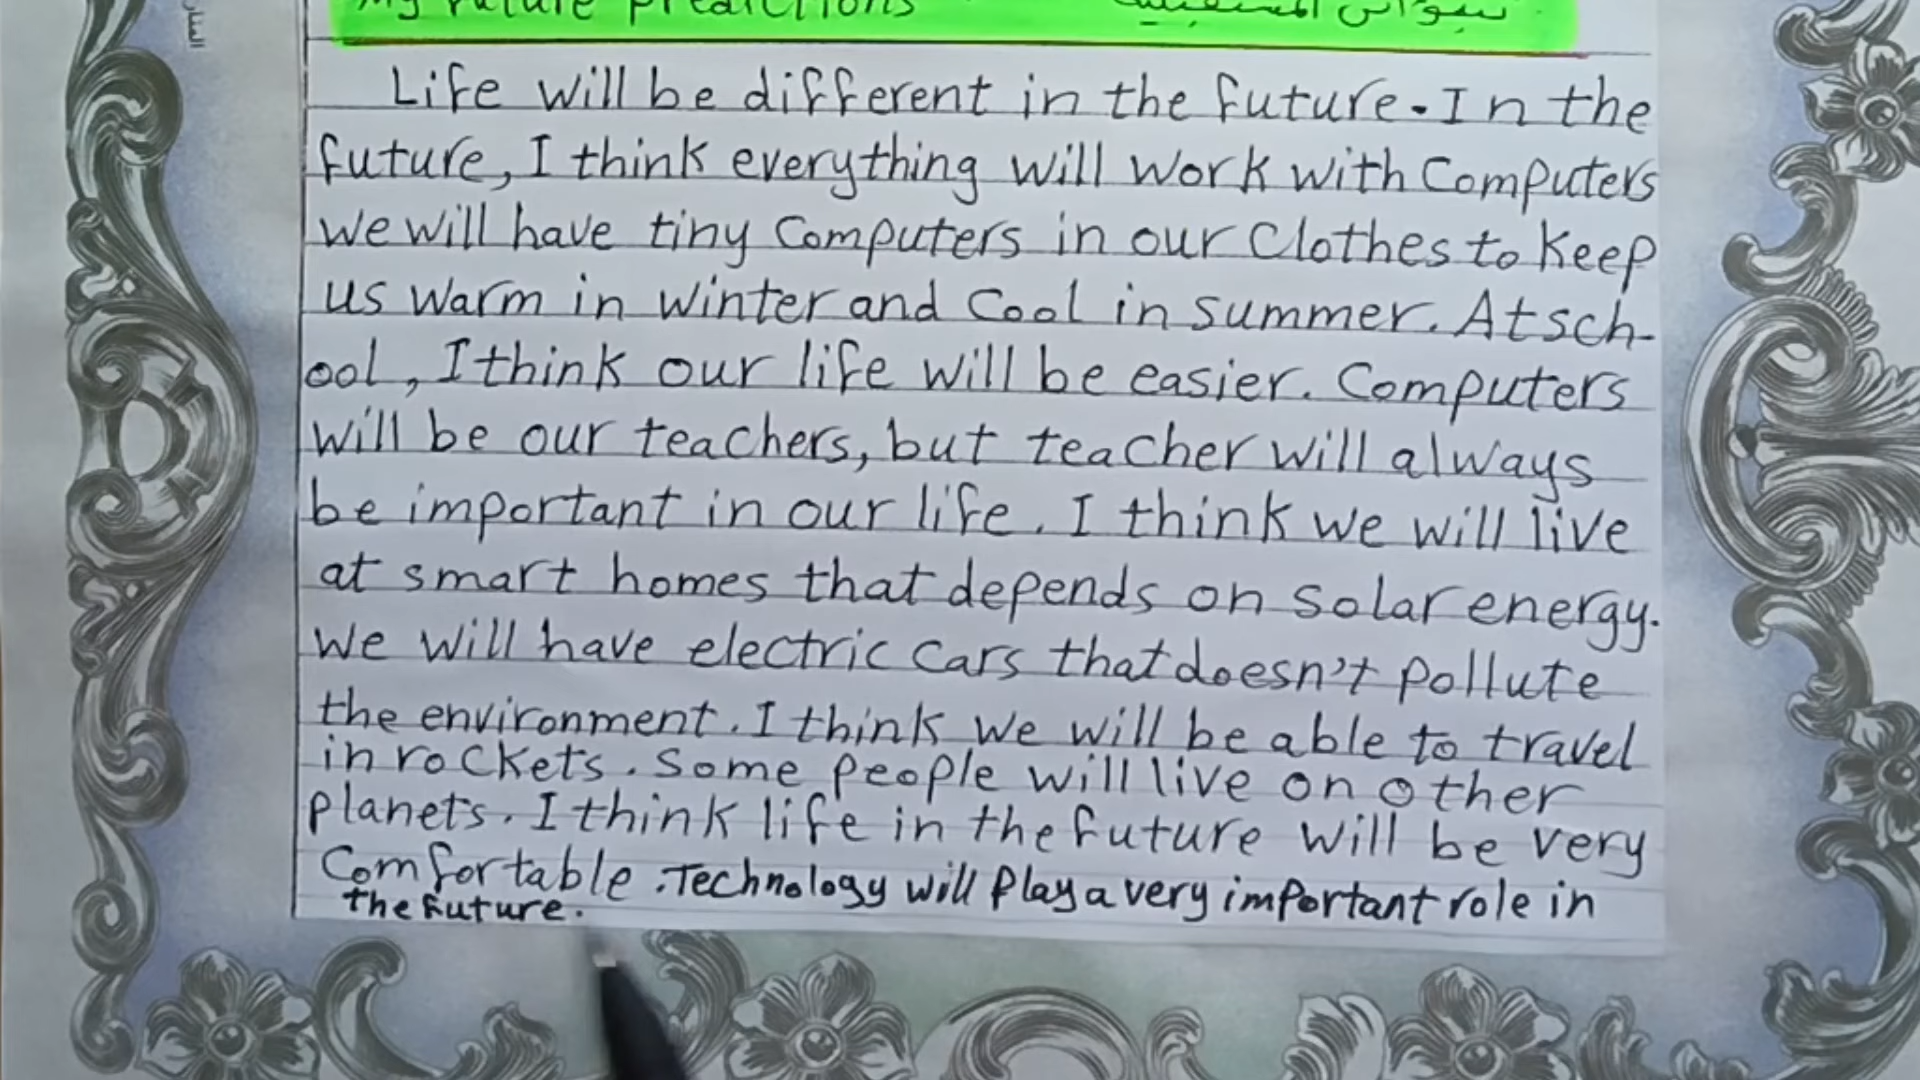 My Future Predictions
Life will be different in the future. In the
future, I think everything will work with Computers
we will have tiny Computers in our Clothes to Keep
us warm in winter and Cool in summer. At sch-
ool, I think our life will be easier. Computers
will be our teachers, but teacher will always
be important in our life. I think we will live
at smart homes that depends on solar energy.
We will have electric Cars that doesn't pollute
the environment. I think we will be able to travel
in rockets. Some people will live on other
planets. I think life in the future will be very
Comfortable. Technology will Play a very important role in
the future.